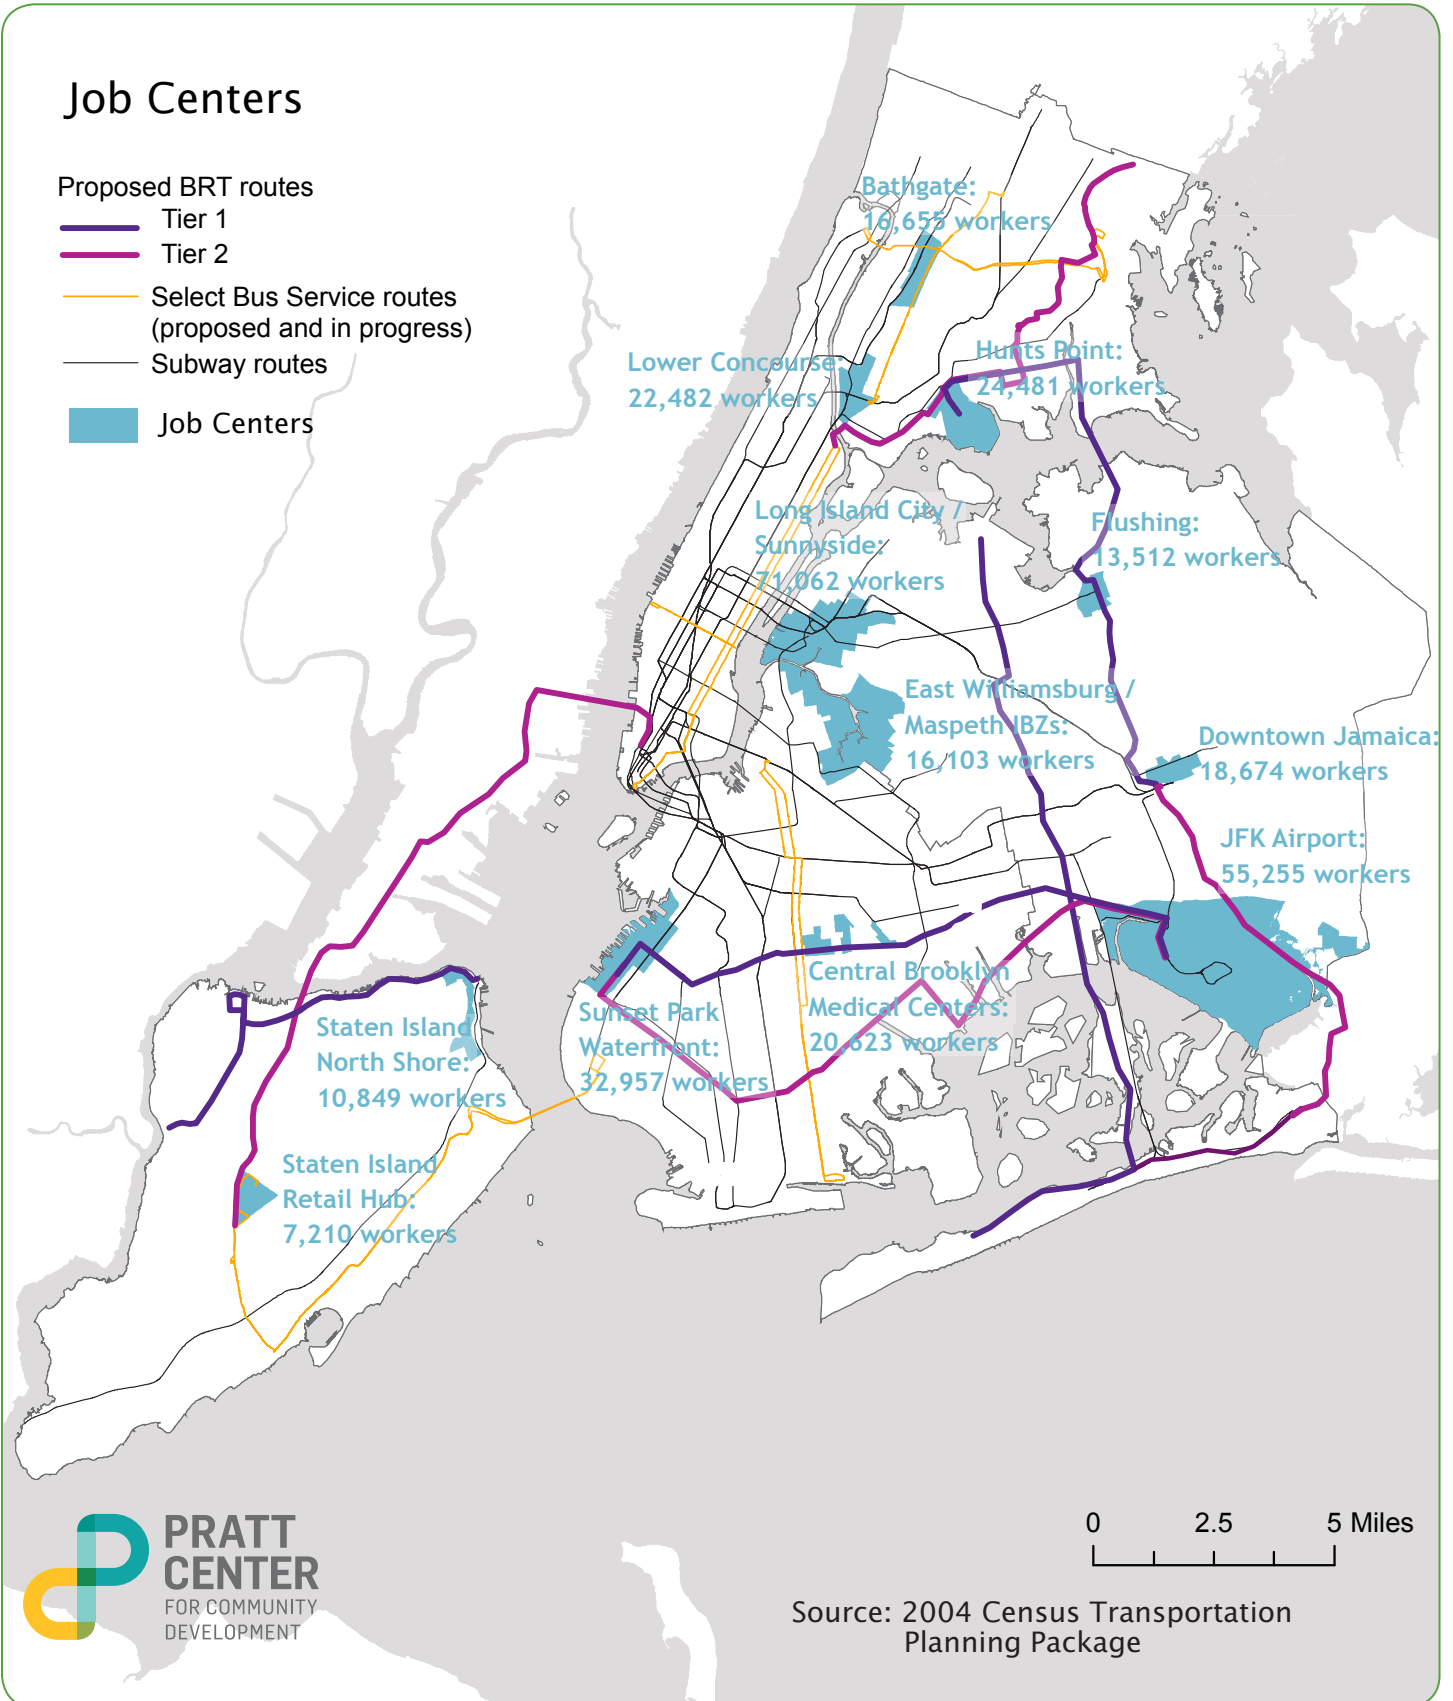 Job Centers
Proposed BRT routes
Tier 1
Tier 2
Select Bus Service routes
(proposed and in progress)
Subway routes
Job Centers
Bathgate:
16,655 workers
Lower Concourse:
22,482 workers
Hunts Point:
24,481 workers
Long Island City /
Sunnyside:
71,062 workers
Flushing:
13,512 workers
East Williamsburg /
Maspeth IBZs:
16,103 workers
Downtown Jamaica:
18,674 workers
JFK Airport:
55,255 workers
Central Brooklyn
Medical Centers:
20,623 workers
Sunset Park
Waterfront:
32,957 workers
Staten Island
North Shore:
10,849 workers
Staten Island
Retail Hub:
7,210 workers
0 2.5 5 Miles
PRATT
CENTER
FOR COMMUNITY
DEVELOPMENT
Source: 2004 Census Transportation
Planning Package